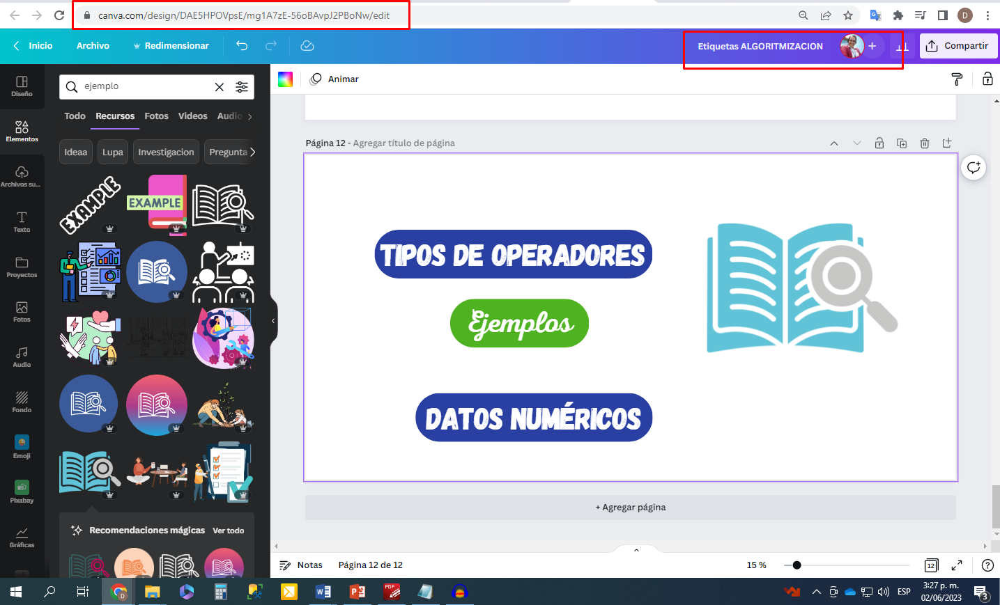 canva.com/design/DAE5HPOVpsE/mg1A7zE-56oBAvpJ2PBoNw/edit
D
Inicio
Archivo
Redimensionar
Etiquetas ALGORITMIZACION
+
Compartir
Diseño
Elementos
Archivos su...
Texto
Proyectos
Fotos
Audio
Fondo
Emoji
Pixabay
Gráficas
ejemplo
Todo Recursos Fotos Videos Audio
Ideaa Lupa Investigacion Pregunta
EXAMPLE
EXAMPLE
Recomendaciones mágicas Ver todo
Animar
Página 12 - Agregar título de página
TIPOS DE OPERADORES
Ejemplos
DATOS NUMÉRICOS
+ Agregar página
Notas Página 12 de 12 15 % 12 ?
D
PDF
ESP
3:27 p. m.
02/06/2023
3